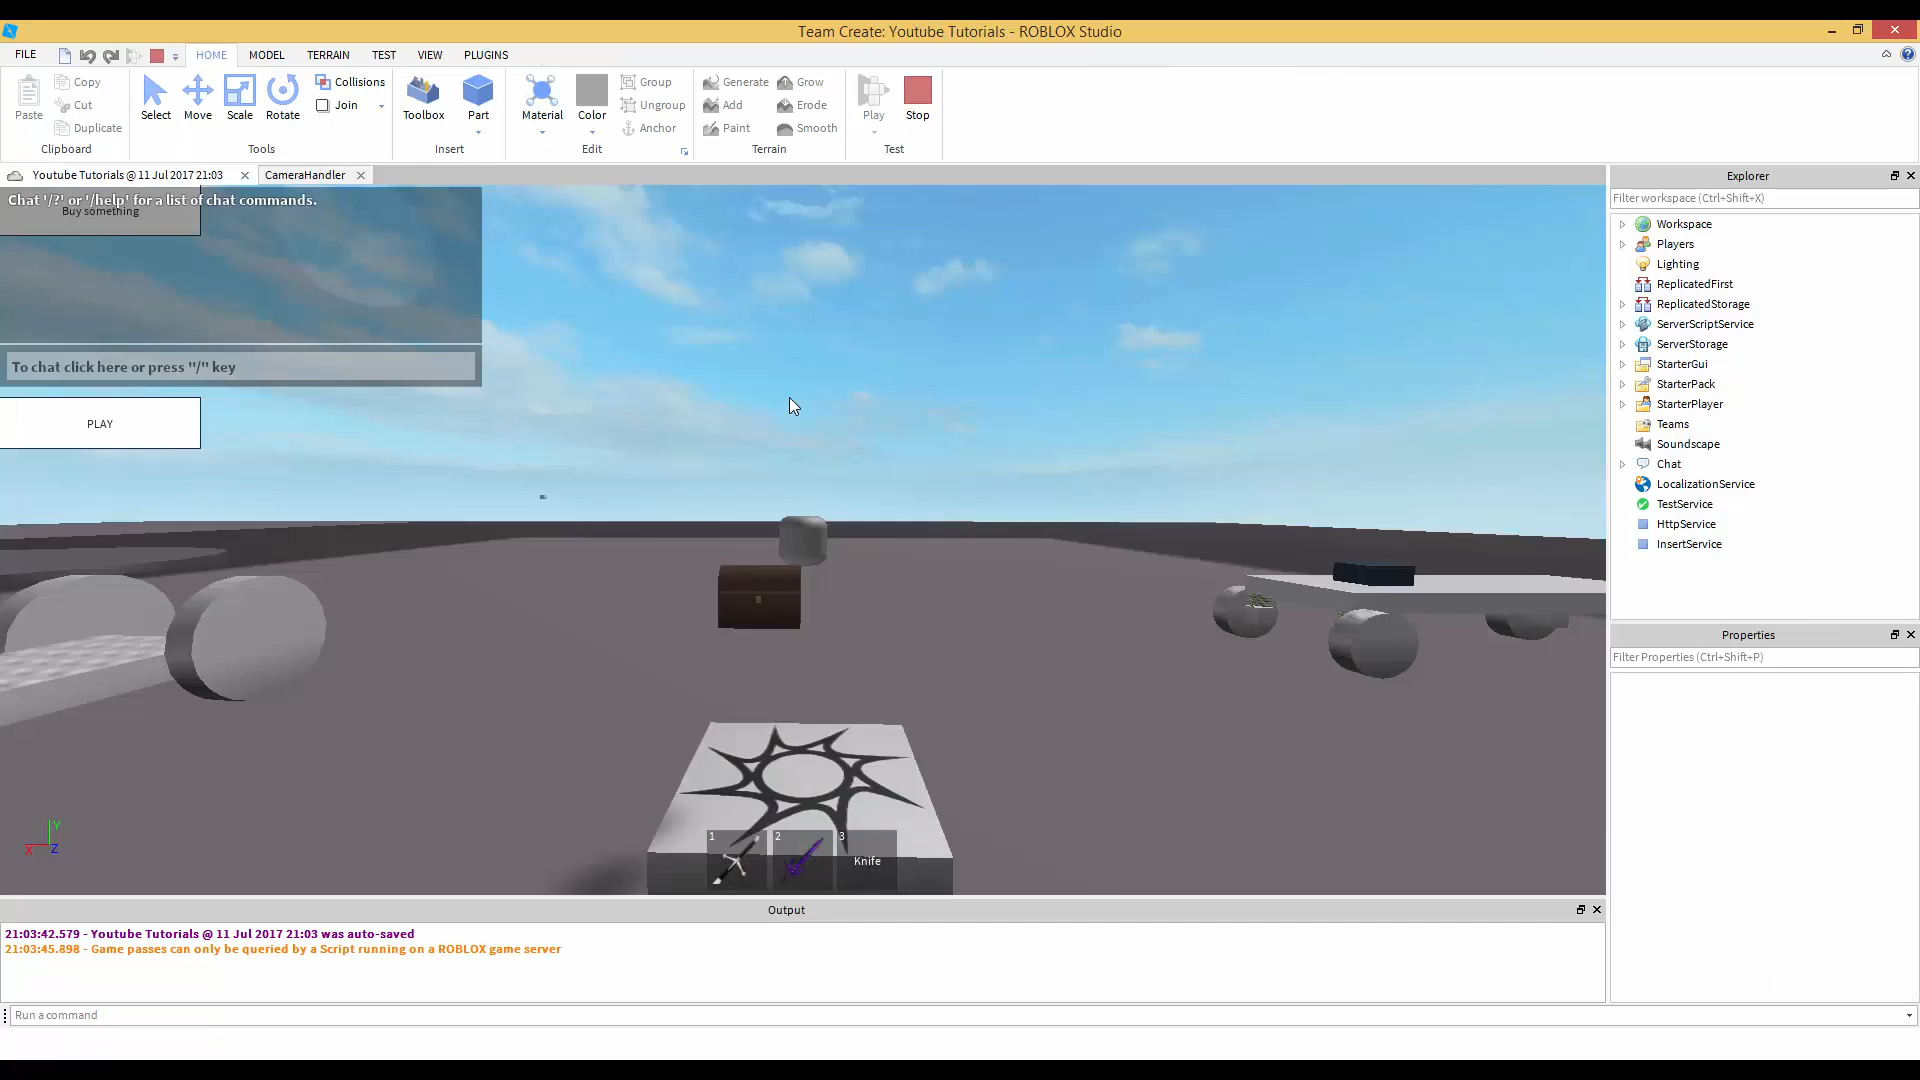 Team Create: Youtube Tutorials - ROBLOX Studio
FILE HOME MODEL TERRAIN TEST VIEW PLUGINS
Paste
Copy
Cut
Duplicate
Clipboard
Select Move Scale Rotate
Collisions
Join
Tools
Toolbox Part
Insert
Material Color
Group
Ungroup
Anchor
Edit
Generate Grow
Add Erode
Paint Smooth
Terrain
Play Stop
Test
Youtube Tutorials @ 11 Jul 2017 21:03
CameraHandler
Chat '/?' or '/help' for a list of chat commands.
Buy something
To chat click here or press "/" key
PLAY
Y
X Z
1 2 3
Knife
Explorer
Filter workspace (Ctrl+Shift+X)
Workspace
Players
Lighting
ReplicatedFirst
ReplicatedStorage
ServerScriptService
ServerStorage
StarterGui
StarterPack
StarterPlayer
Teams
Soundscape
Chat
LocalizationService
TestService
HttpService
InsertService
Properties
Filter Properties (Ctrl+Shift+P)
Output
21:03:42.579 - Youtube Tutorials @ 11 Jul 2017 21:03 was auto-saved
21:03:45.898 - Game passes can only be queried by a Script running on a ROBLOX game server
Run a command